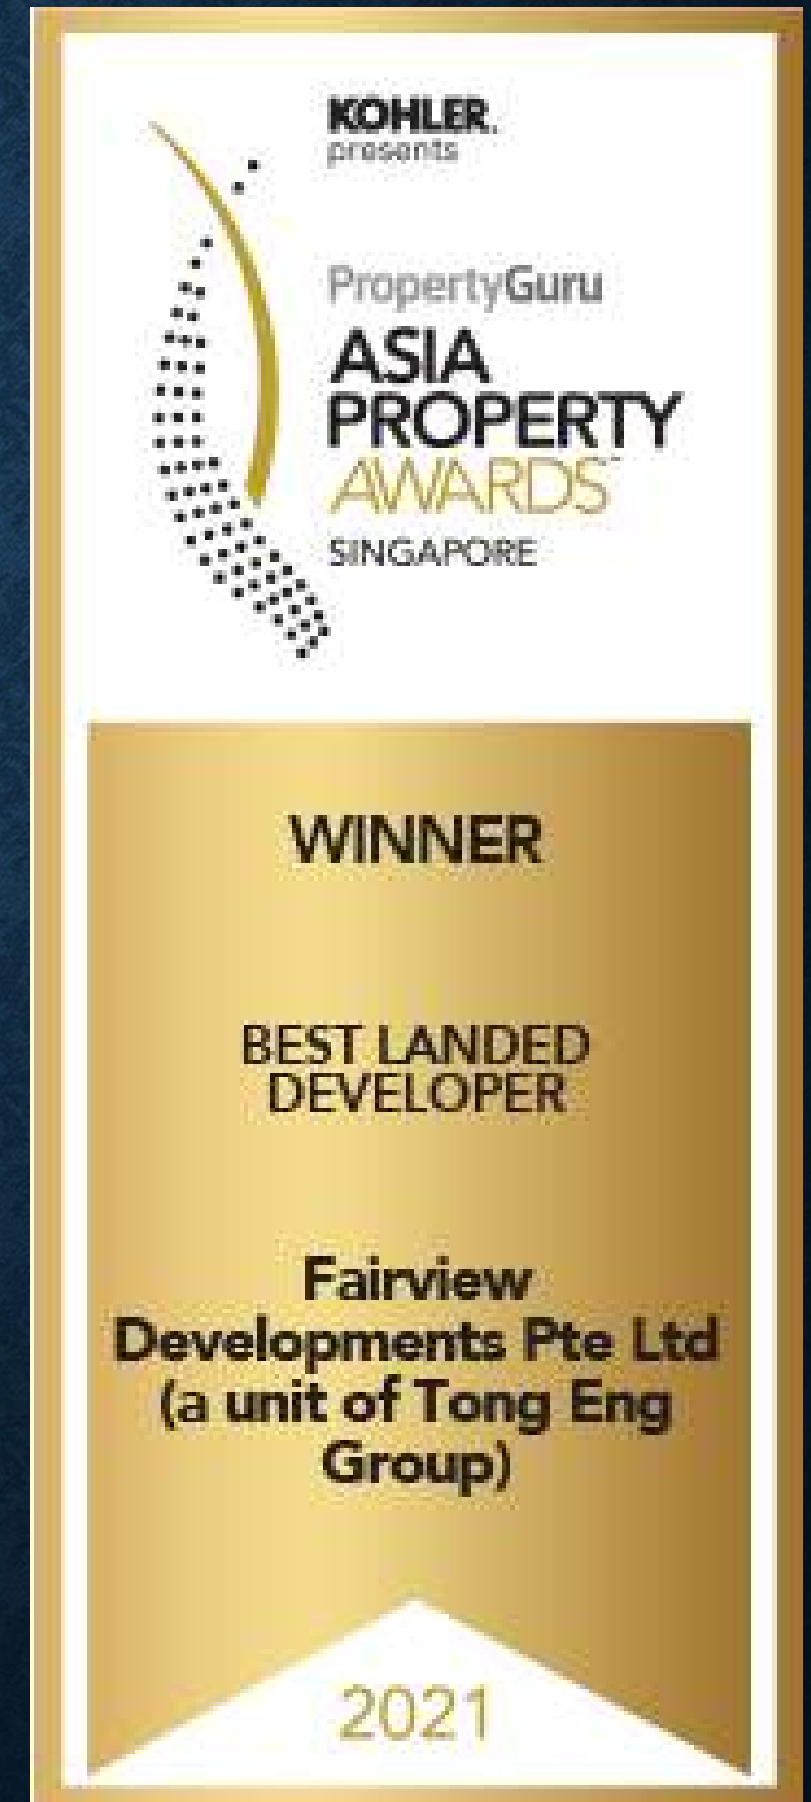 KOHLER.
presents
PropertyGuru
ASIA
PROPERTY
AWARDS™
SINGAPORE
WINNER
BEST LANDED
DEVELOPER
Fairview
Developments Pte Ltd
(a unit of Tong Eng
Group)
2021